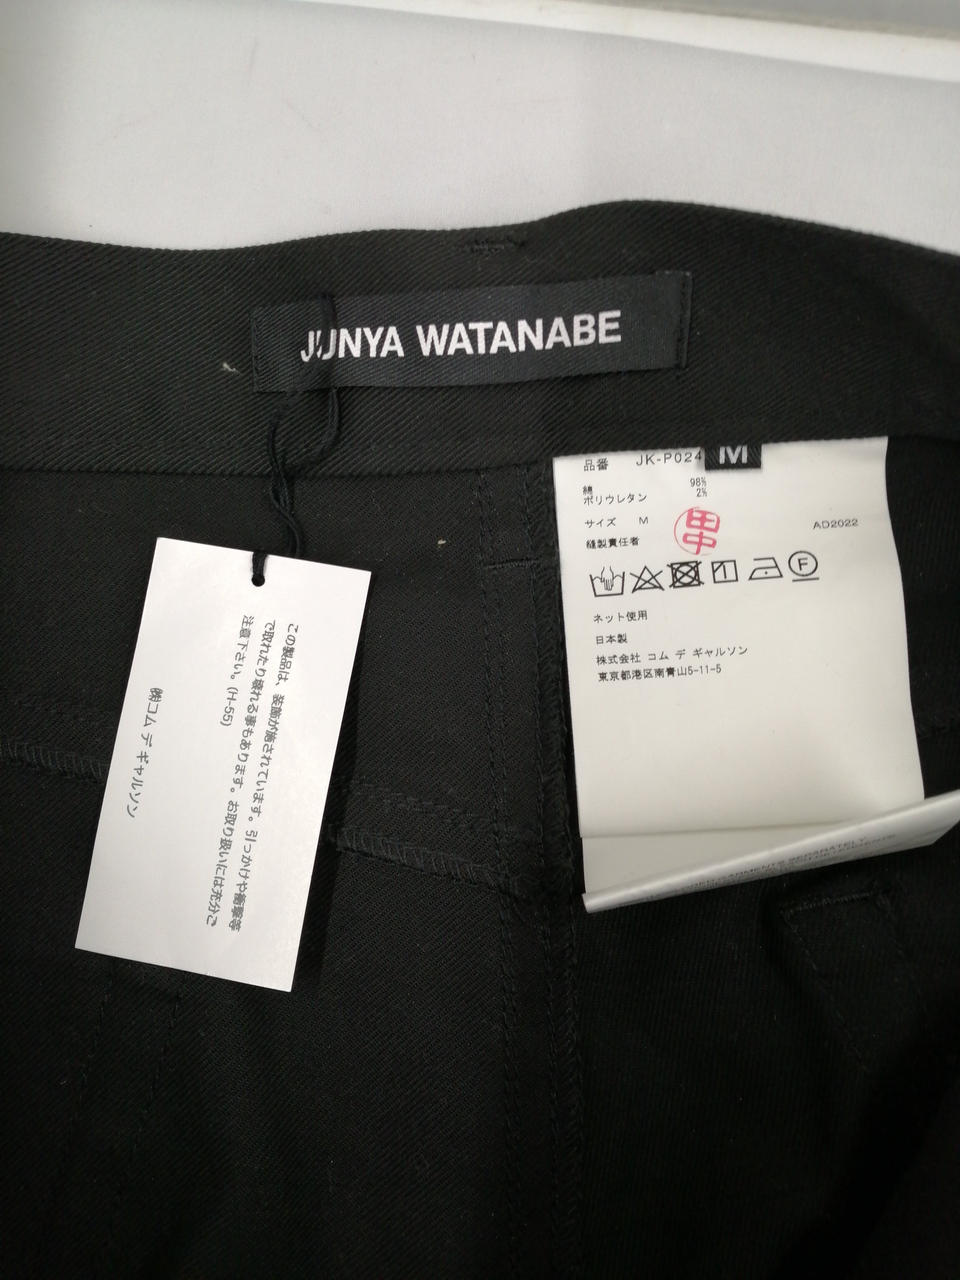 JUNYA WATANABE
M
品番 JK-P024
綿 98%
ポリウレタン 2%
サイズ M
AD2022
縫製責任者
田中
F
ネット使用
日本製
株式会社 コム デ ギャルソン
東京都港区南青山5-11-5
GARMENTS SEPARATELY
この製品は、装飾が施されています。引っかけや衝撃等
で取れたり壊れる事もあります。お取り扱いには充分ご
注意下さい。(H-55)
㈱コム デ ギャルソン